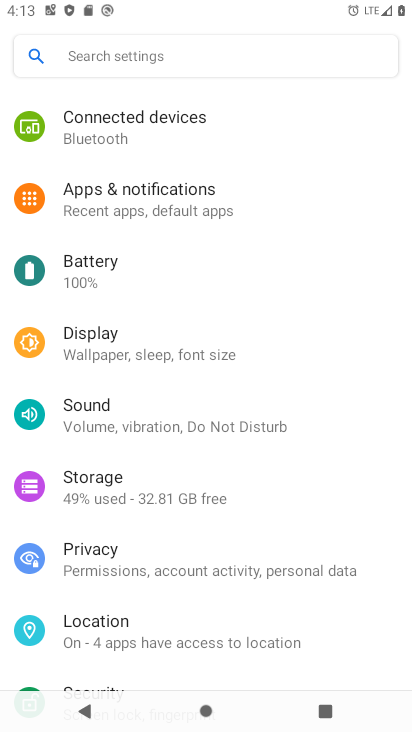 4:13
LTE
Search settings
Connected devices
Bluetooth
Apps & notifications
Recent apps, default apps
Battery
100%
Display
Wallpaper, sleep, font size
Sound
Volume, vibration, Do Not Disturb
Storage
49% used - 32.81 GB free
Privacy
Permissions, account activity, personal data
Location
On - 4 apps have access to location
Security
Screen lock, fingerprint